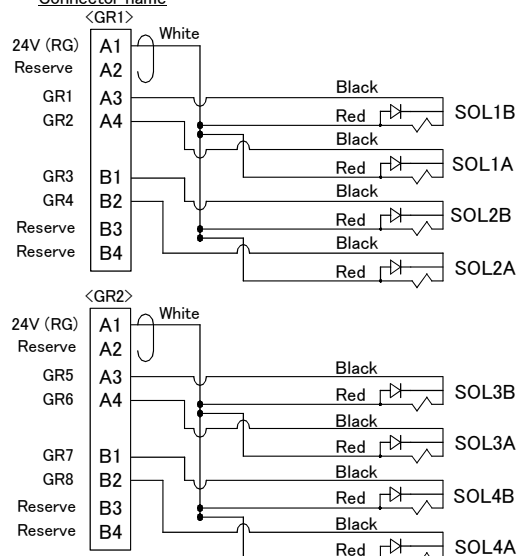 Connector name
<GR1>
White
24V (RG) A1
Reserve A2
GR1 A3 Black
Red SOL1B
GR2 A4 Black
Red SOL1A
GR3 B1 Black
GR4 B2 Red SOL2B
Reserve B3 Black
Reserve B4 Red SOL2A
<GR2>
White
24V (RG) A1
Reserve A2
GR5 A3 Black
Red SOL3B
GR6 A4 Black
Red SOL3A
GR7 B1 Black
GR8 B2 Red SOL4B
Reserve B3 Black
Reserve B4 Red SOL4A